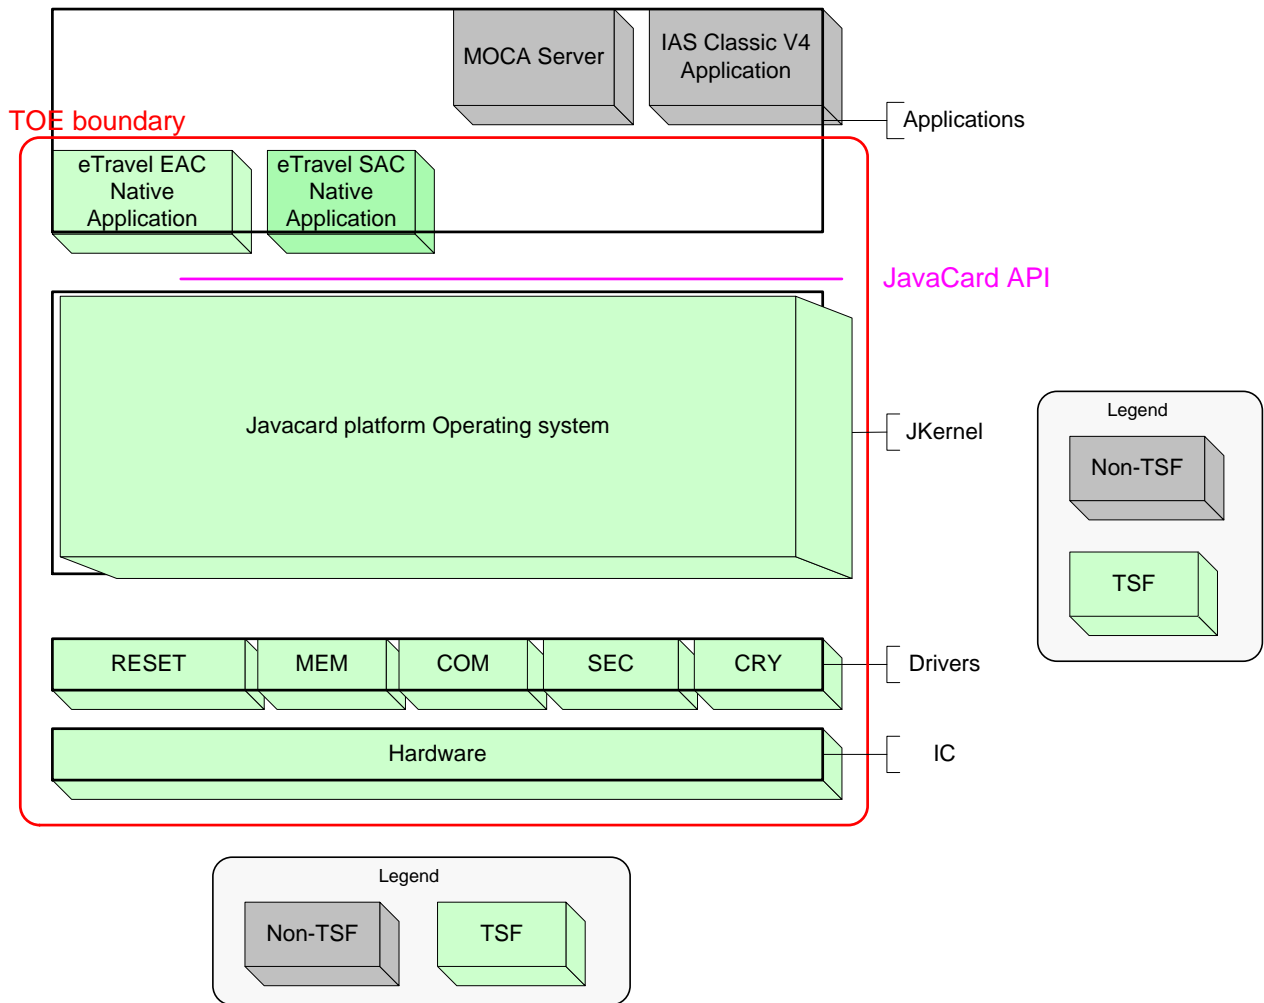 MOCA Server
IAS Classic V4
Application
Applications
TOE boundary
eTravel EAC
Native
Application
eTravel SAC
Native
Application
JavaCard API
Javacard platform Operating system
JKernel
Legend
Non-TSF
TSF
RESET
MEM
COM
SEC
CRY
Drivers
Hardware
IC
Legend
Non-TSF
TSF